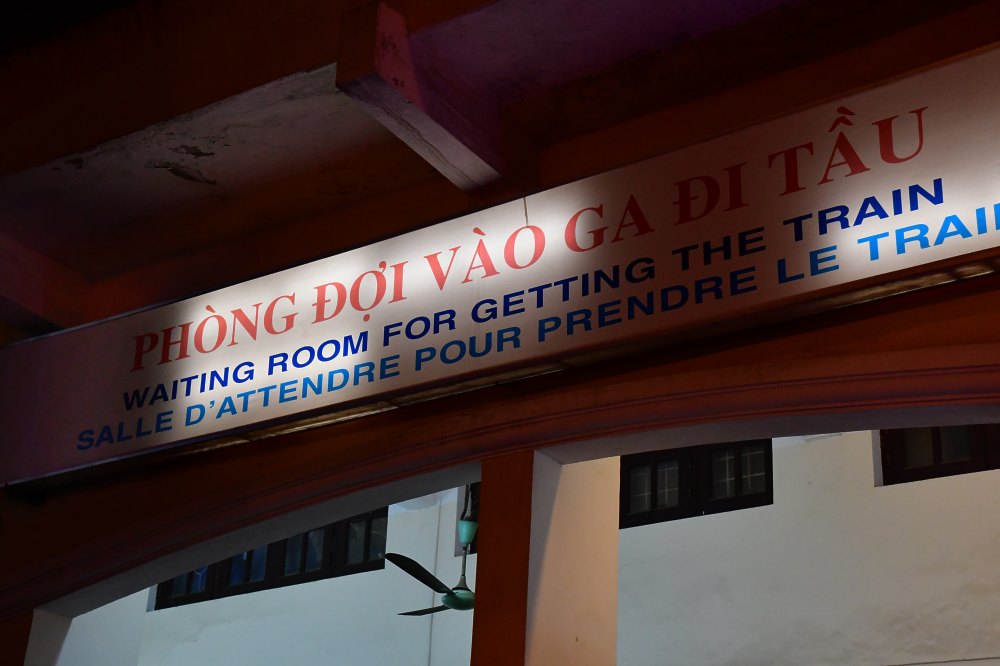 PHÒNG ĐỢI VÀO GA ĐI TẦU
WAITING ROOM FOR GETTING THE TRAIN
SALLE D'ATTENDRE POUR PRENDRE LE TRAIN